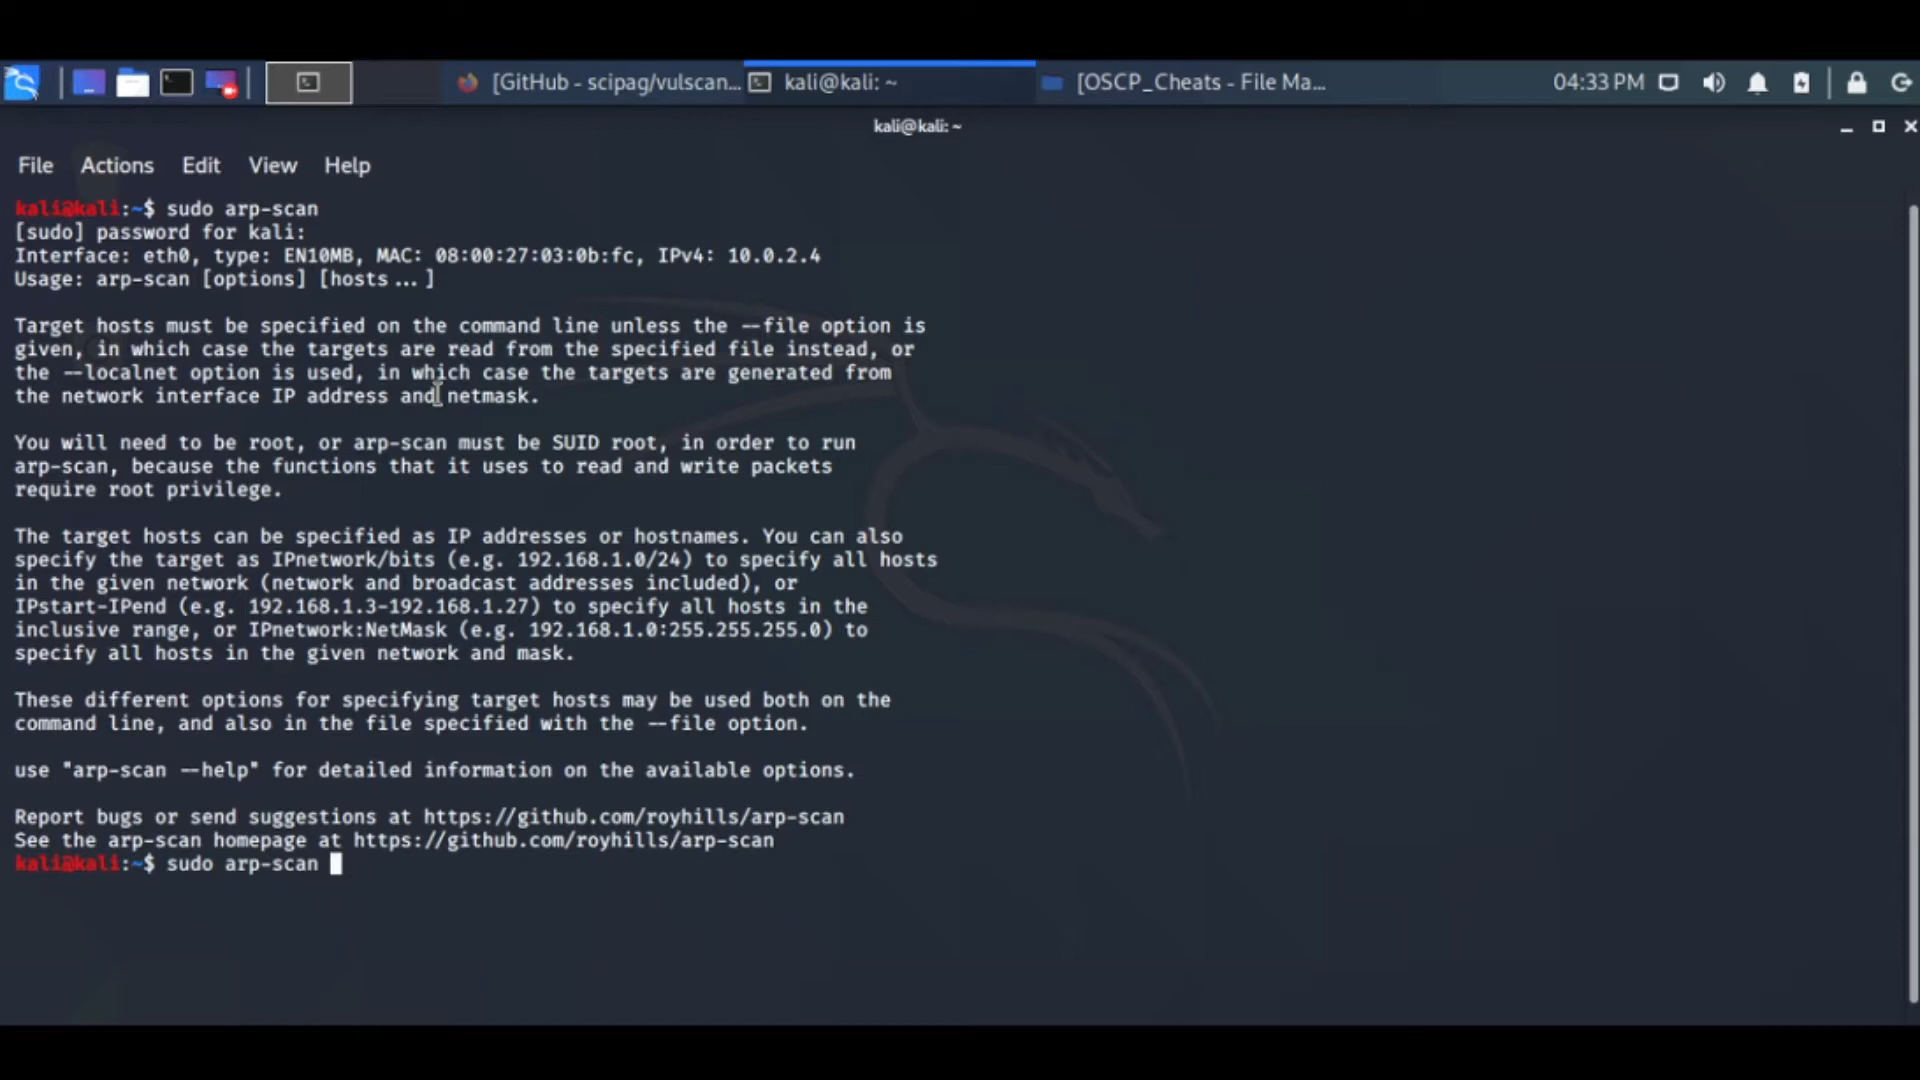 [GitHub - scipag/vulscan... kali@kali: ~ [OSCP_Cheats - File Ma... 04:33 PM
kali@kali: ~
File Actions Edit View Help
kali@kali:~$ sudo arp-scan
[sudo] password for kali:
Interface: eth0, type: EN10MB, MAC: 08:00:27:03:0b:fc, IPv4: 10.0.2.4
Usage: arp-scan [options] [hosts...]
Target hosts must be specified on the command line unless the --file option is
given, in which case the targets are read from the specified file instead, or
the --localnet option is used, in which case the targets are generated from
the network interface IP address and netmask.
You will need to be root, or arp-scan must be SUID root, in order to run
arp-scan, because the functions that it uses to read and write packets
require root privilege.
The target hosts can be specified as IP addresses or hostnames. You can also
specify the target as IPnetwork/bits (e.g. 192.168.1.0/24) to specify all hosts
in the given network (network and broadcast addresses included), or
IPstart-IPend (e.g. 192.168.1.3-192.168.1.27) to specify all hosts in the
inclusive range, or IPnetwork:NetMask (e.g. 192.168.1.0:255.255.255.0) to
specify all hosts in the given network and mask.
These different options for specifying target hosts may be used both on the
command line, and also in the file specified with the --file option.
use "arp-scan --help" for detailed information on the available options.
Report bugs or send suggestions at https://github.com/royhills/arp-scan
See the arp-scan homepage at https://github.com/royhills/arp-scan
kali@kali:~$ sudo arp-scan